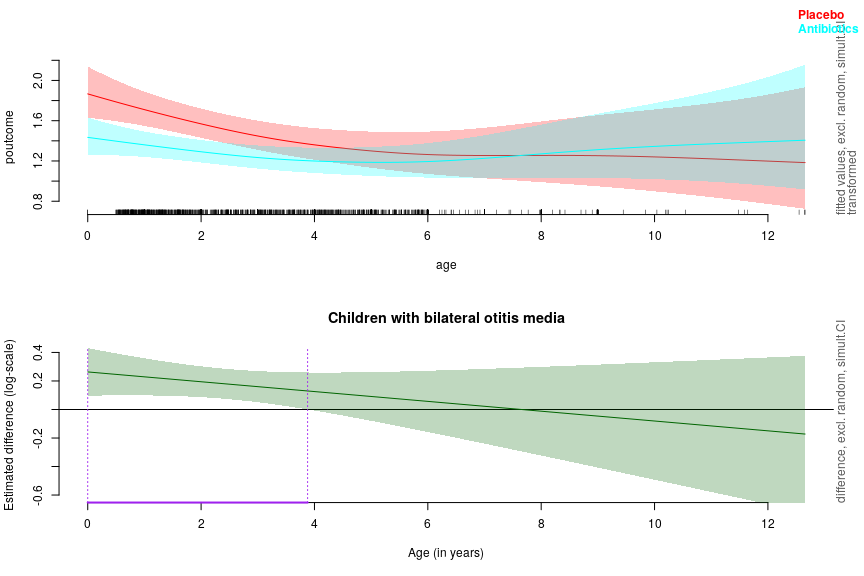 Placebo
Antibiotics
poutcome
0.8 1.2 1.6 2.0
0 2 4 6 8 10 12
age
fitted values, excl. random, simult.CI
transformed
Children with bilateral otitis media
Estimated difference (log-scale)
-0.6 -0.2 0.2 0.4
0 2 4 6 8 10 12
Age (in years)
difference, excl. random, simult.CI